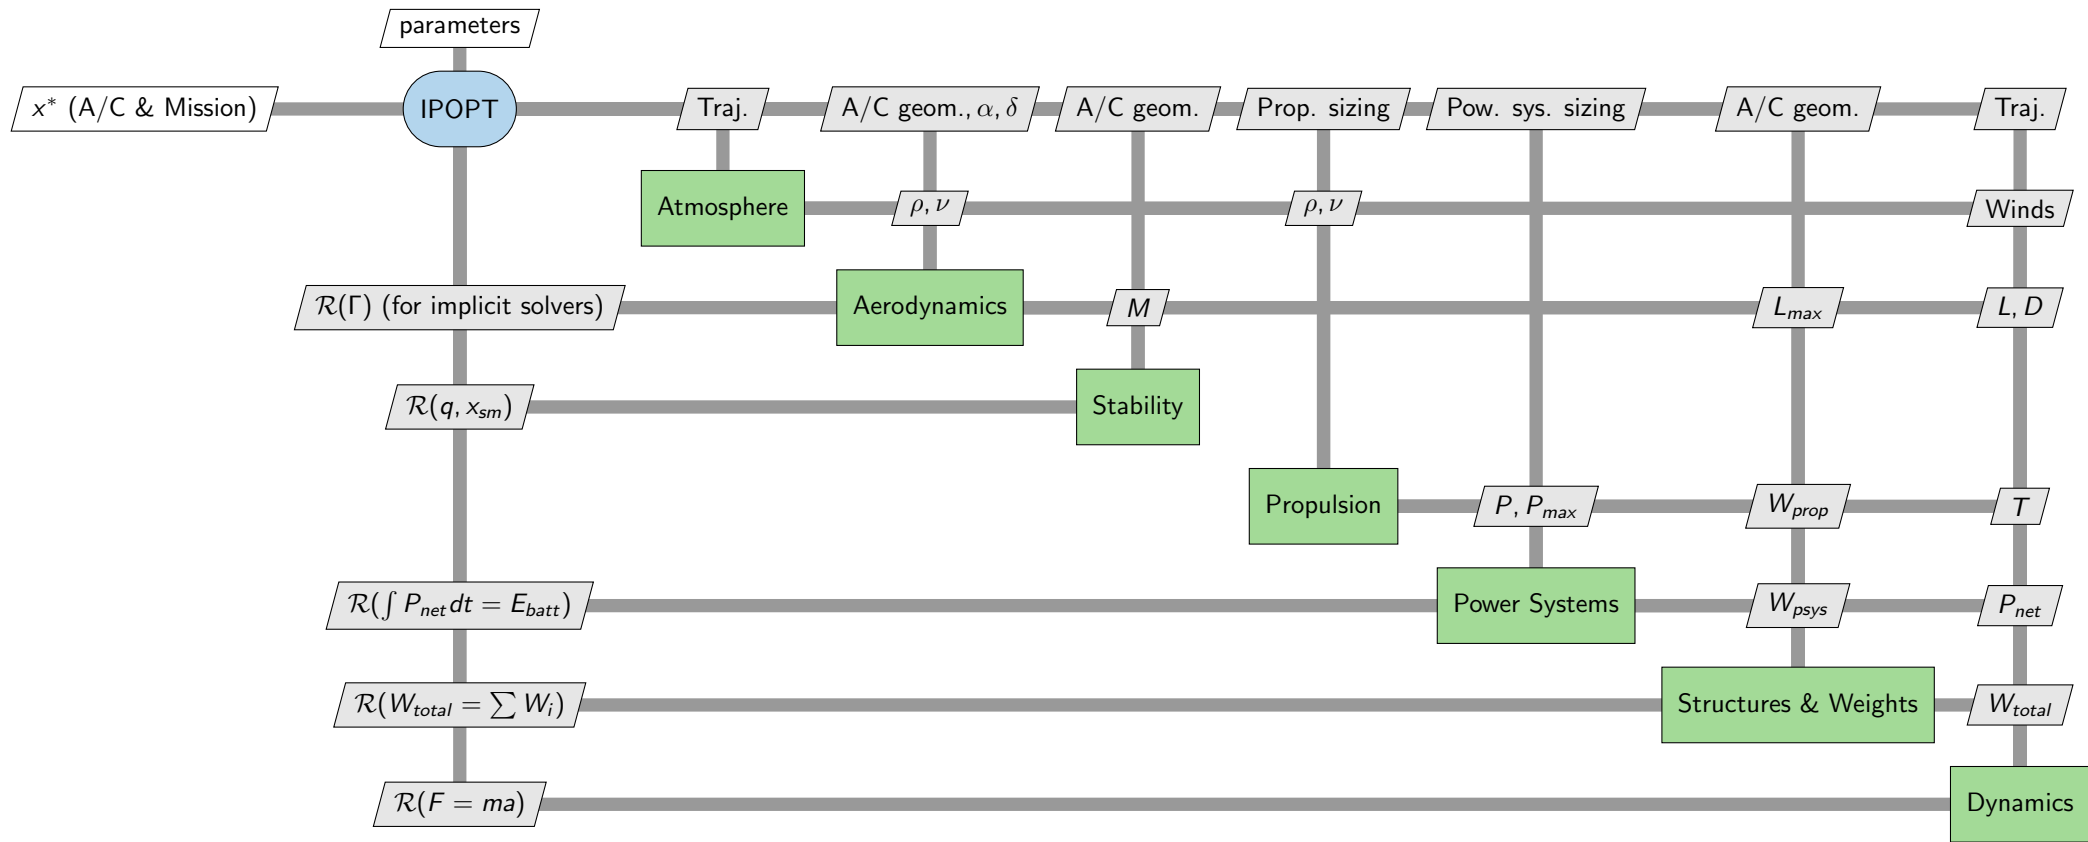 parameters
x* (A/C & Mission)
IPOPT
Traj.
A/C geom., α, δ
A/C geom.
Prop. sizing
Pow. sys. sizing
A/C geom.
Traj.
Atmosphere
ρ, ν
ρ, ν
Winds
R(Γ) (for implicit solvers)
Aerodynamics
M
L_max
L, D
R(q, x_sm)
Stability
Propulsion
P, P_max
W_prop
T
R(∫ P_net dt = E_batt)
Power Systems
W_psys
P_net
R(W_total = ∑ W_i)
Structures & Weights
W_total
R(F = ma)
Dynamics